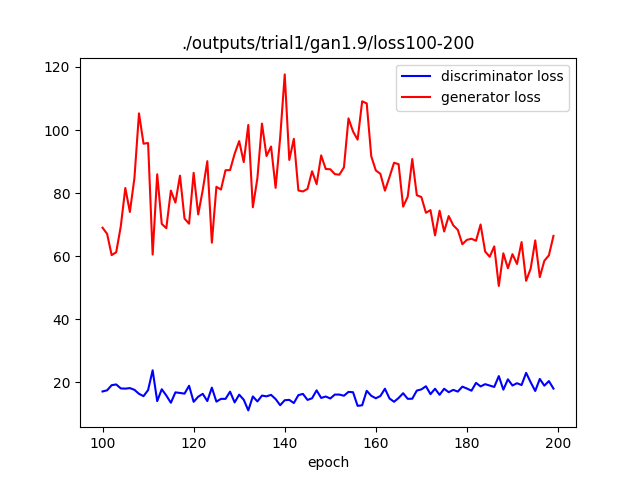 ./outputs/trial1/gan1.9/loss100-200
discriminator loss
generator loss
120
100
80
60
40
20
100 120 140 160 180 200
epoch